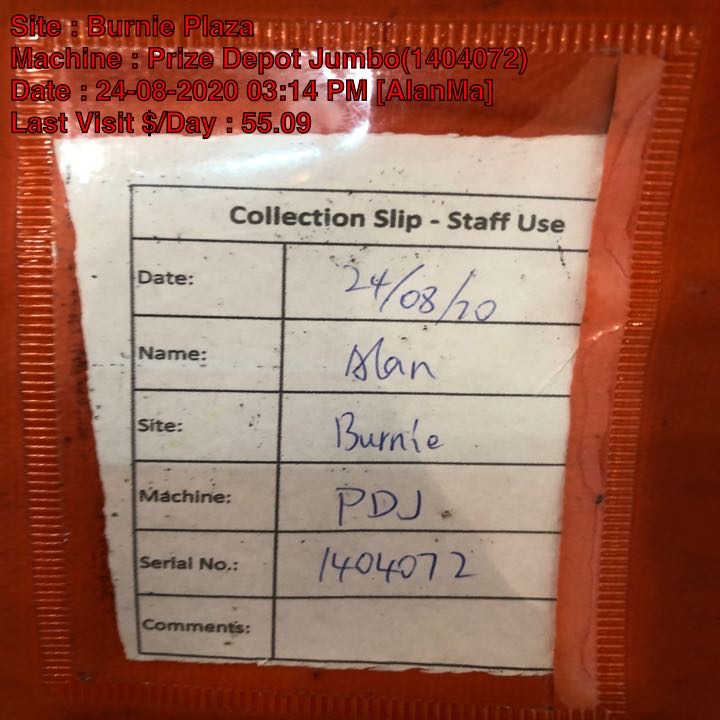 Site : Burnie Plaza
Machine : Prize Depot Jumbo(1404072)
Date : 24-08-2020 03:14 PM [AlanMa]
Last Visit $/Day : 55.09
Collection Slip - Staff Use
Date: 24/08/20
Name: Alan
Site: Burnie
Machine: PDJ
Serial No.: 1404072
Comments: